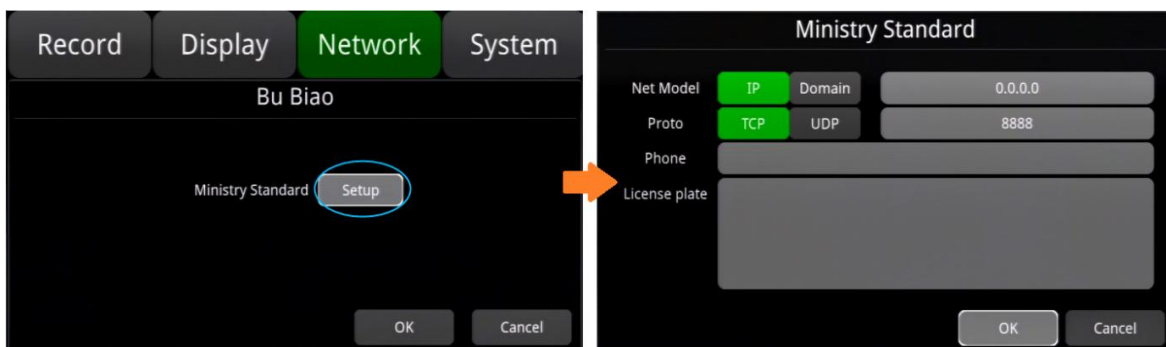 Record Display Network System
Bu Biao
Ministry Standard Setup
OK Cancel
Ministry Standard
Net Model IP Domain 0.0.0.0
Proto TCP UDP 8888
Phone
License plate
OK Cancel